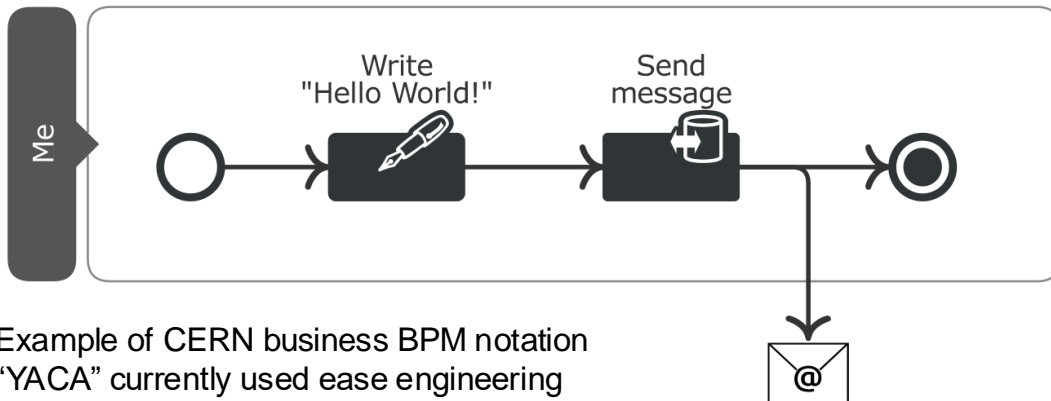 Me
Write
"Hello World!"
Send
message
Example of CERN business BPM notation
“YACA” currently used ease engineering
@